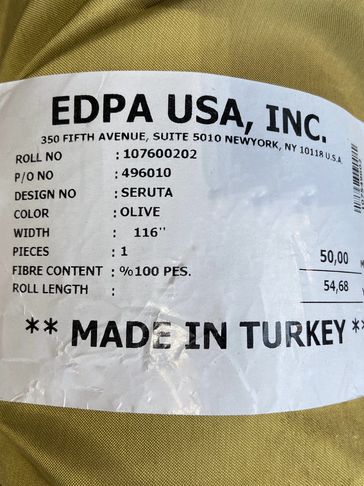 EDPA USA, INC.
350 FIFTH AVENUE, SUITE 5010 NEWYORK, NY 10118 U.S.A
ROLL NO : 107600202
P/O NO : 496010
DESIGN NO : SERUTA
COLOR : OLIVE
WIDTH : 116''
PIECES : 1 50,00
FIBRE CONTENT : %100 PES.
ROLL LENGTH : 54,68
** MADE IN TURKEY **